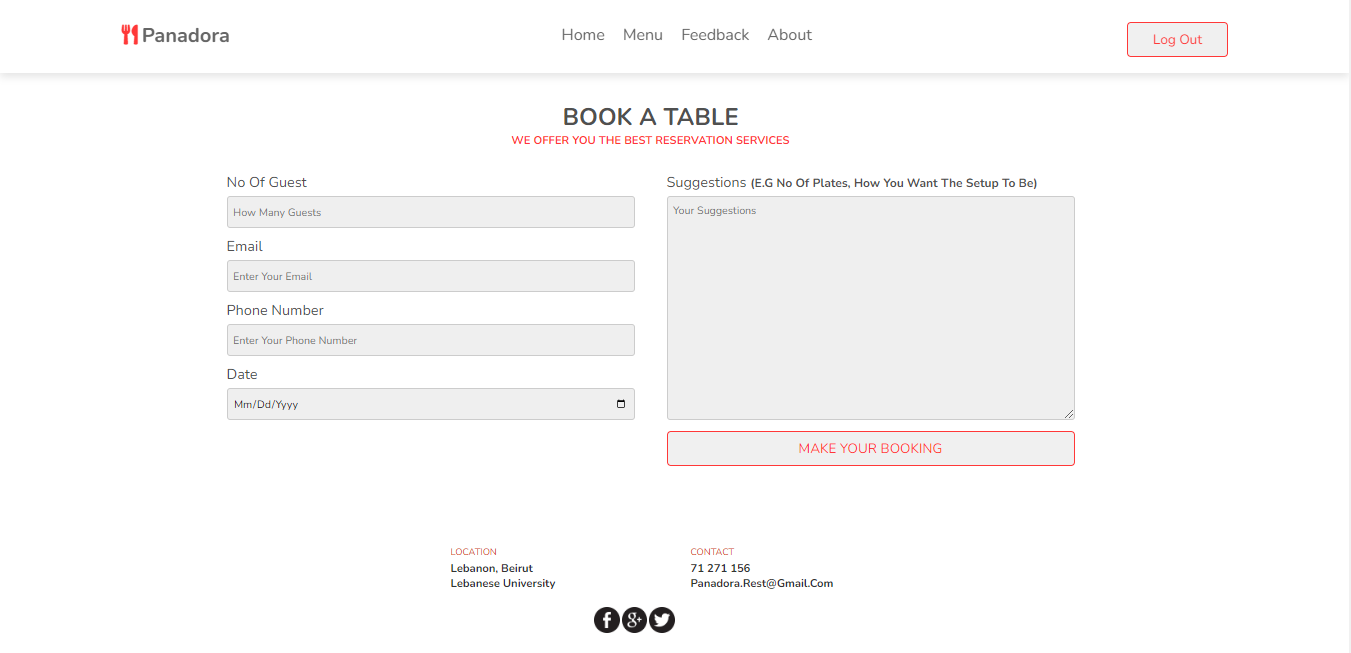 Panadora
Home Menu Feedback About
Log Out
BOOK A TABLE
WE OFFER YOU THE BEST RESERVATION SERVICES
No Of Guest
How Many Guests
Email
Enter Your Email
Phone Number
Enter Your Phone Number
Date
Mm/Dd/Yyyy
Suggestions (E.G No Of Plates, How You Want The Setup To Be)
Your Suggestions
MAKE YOUR BOOKING
LOCATION
Lebanon, Beirut
Lebanese University
CONTACT
71 271 156
Panadora.Rest@Gmail.Com